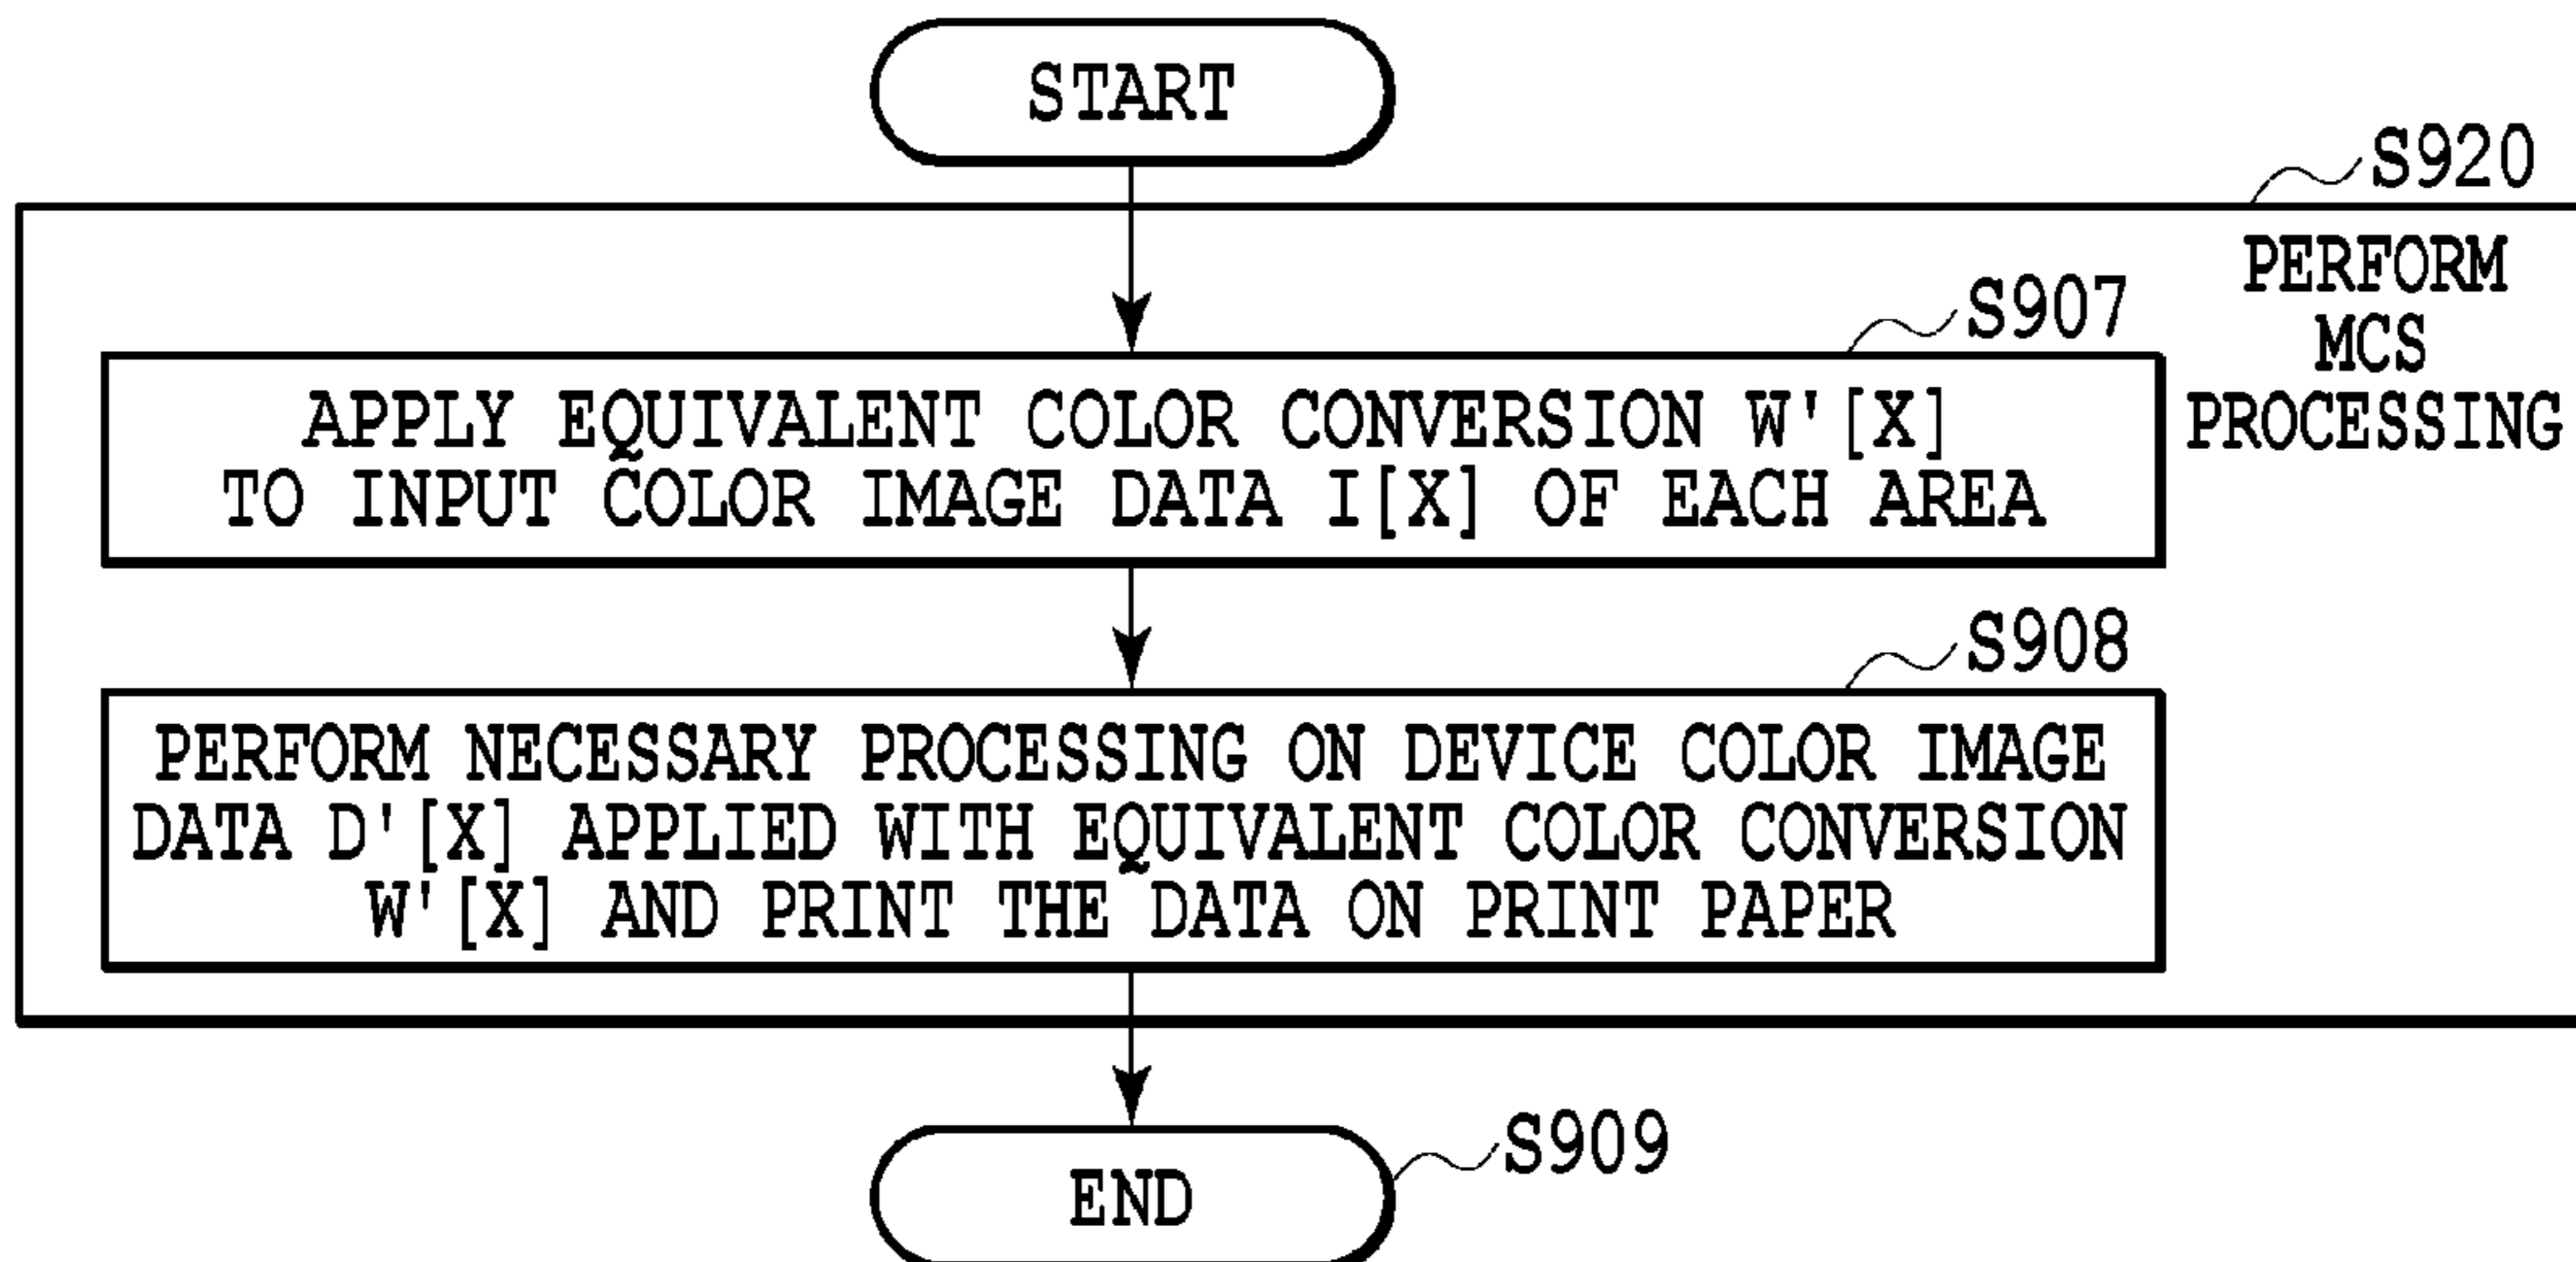 START
S920
PERFORM
MCS
PROCESSING
S907
APPLY EQUIVALENT COLOR CONVERSION W'[X]
TO INPUT COLOR IMAGE DATA I[X] OF EACH AREA
S908
PERFORM NECESSARY PROCESSING ON DEVICE COLOR IMAGE
DATA D'[X] APPLIED WITH EQUIVALENT COLOR CONVERSION
W'[X] AND PRINT THE DATA ON PRINT PAPER
S909
END